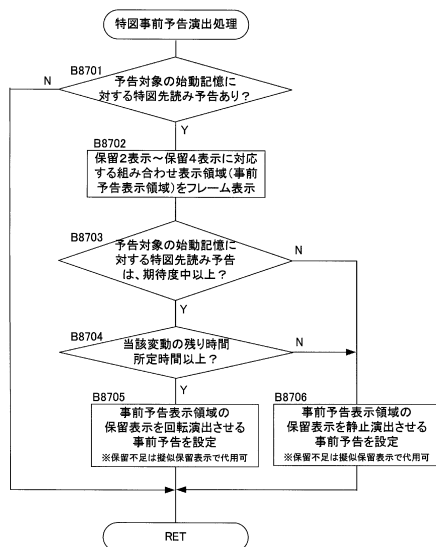 特図事前予告演出処理
B8701
予告対象の始動記憶に
対する特図先読み予告あり？
N
Y
B8702
保留2表示～保留4表示に対応
する組み合わせ表示領域(事前
予告表示領域)をフレーム表示
B8703
予告対象の始動記憶に
対する特図先読み予告
は、期待度中以上？
N
Y
B8704
当該変動の残り時間
所定時間以上？
N
Y
B8705
事前予告表示領域の
保留表示を回転演出させる
事前予告を設定
※保留不足は擬似保留表示で代用可
B8706
事前予告表示領域の
保留表示を静止演出させる
事前予告を設定
※保留不足は擬似保留表示で代用可
RET